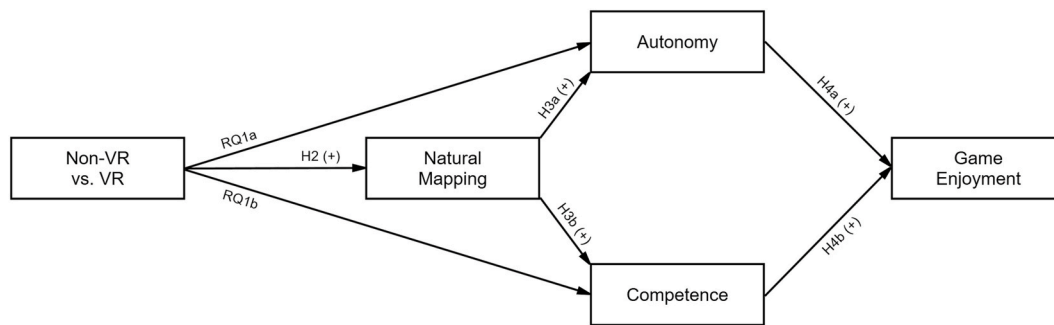 Autonomy
RQ1a
H3a (+)
H4a (+)
Non-VR
vs. VR
H2 (+)
Natural
Mapping
Game
Enjoyment
RQ1b
H3b (+)
H4b (+)
Competence